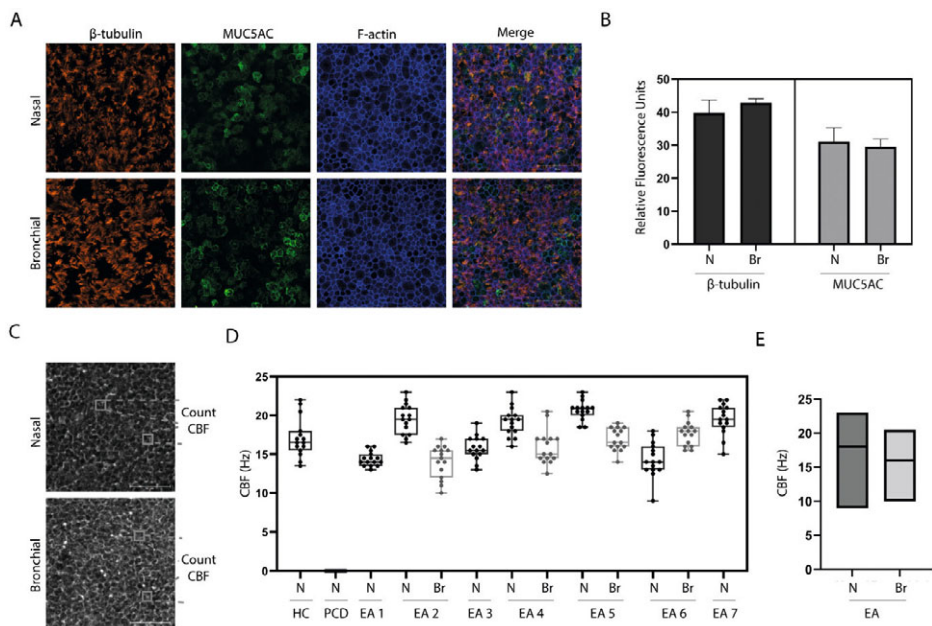 A
β-tubulin MUC5AC F-actin Merge
Nasal
Bronchial
B
Relative Fluorescence Units
50
40
30
20
10
0
N Br N Br
β-tubulin MUC5AC
C
Nasal
Count
CBF
Bronchial
Count
CBF
D
CBF (Hz)
25
20
15
10
5
0
N N N N Br N N Br N Br N Br N
HC PCD EA 1 EA 2 EA 3 EA 4 EA 5 EA 6 EA 7
E
CBF (Hz)
25
20
15
10
5
0
N Br
EA